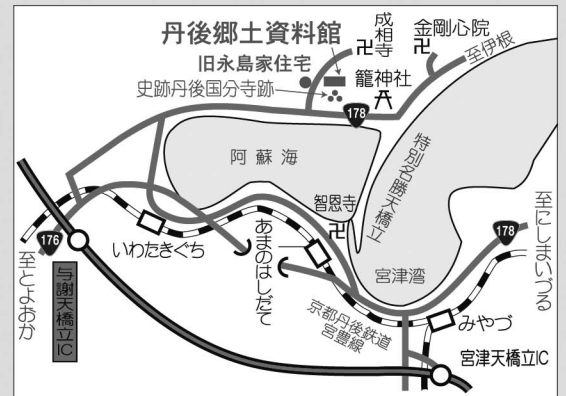 丹後郷土資料館
旧永島家住宅
史跡丹後国分寺跡
成相寺
金剛心院
至伊根
籠神社
178
阿蘇海
特別名勝天橋立
智恩寺
至にしまいづる
178
176
いわたきぐち
あまのはしだて
宮津湾
至とよおか
与謝天橋立IC
京都丹後鉄道
宮豊線
みやづ
宮津天橋立IC